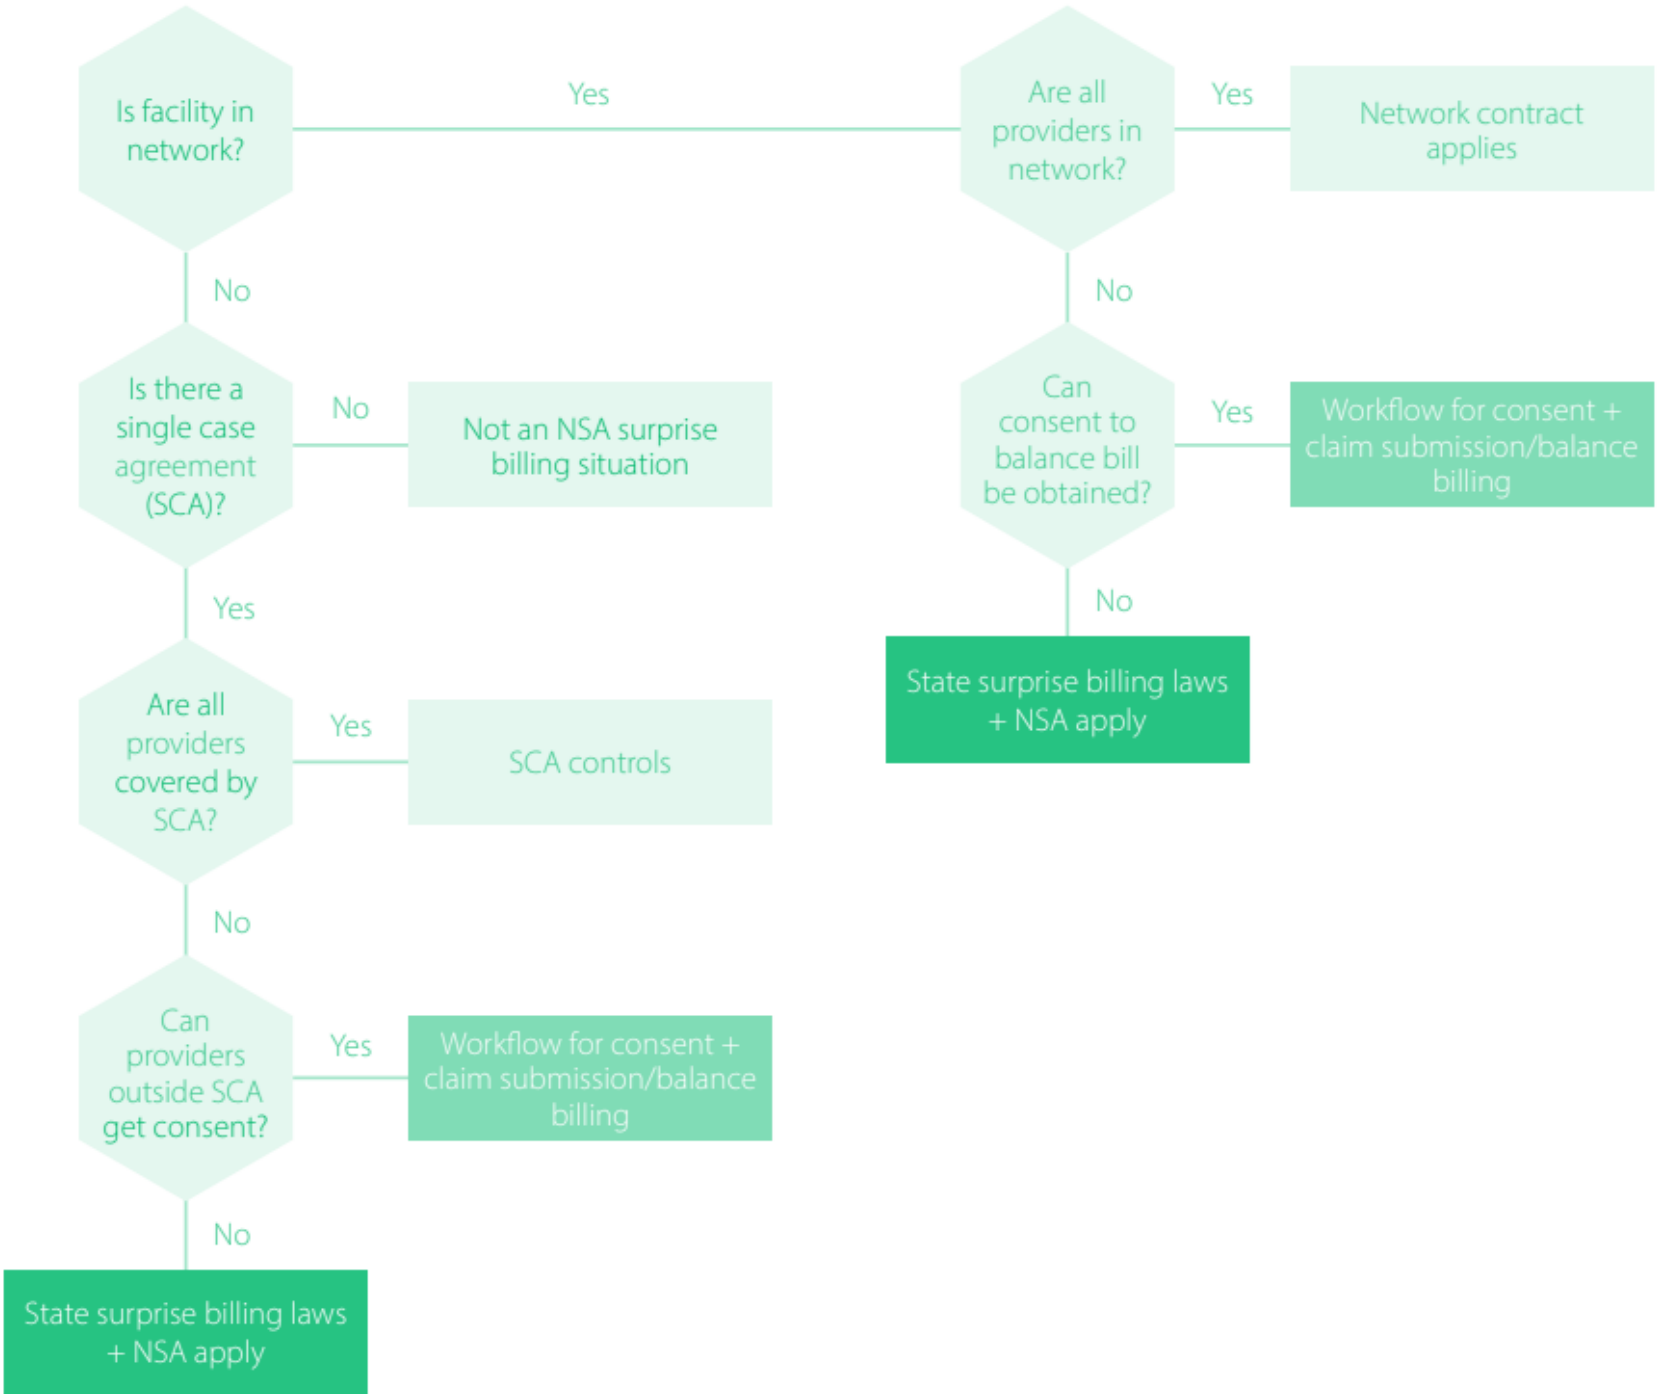 Is facility in
network?
Yes
Are all
providers in
network?
Yes
Network contract
applies
No
No
Is there a
single case
agreement
(SCA)?
No
Not an NSA surprise
billing situation
Can
consent to
balance bill
be obtained?
Yes
Workflow for consent +
claim submission/balance
billing
Yes
No
State surprise billing laws
+ NSA apply
Are all
providers
covered by
SCA?
Yes
SCA controls
No
Can
providers
outside SCA
get consent?
Yes
Workflow for consent +
claim submission/balance
billing
No
State surprise billing laws
+ NSA apply